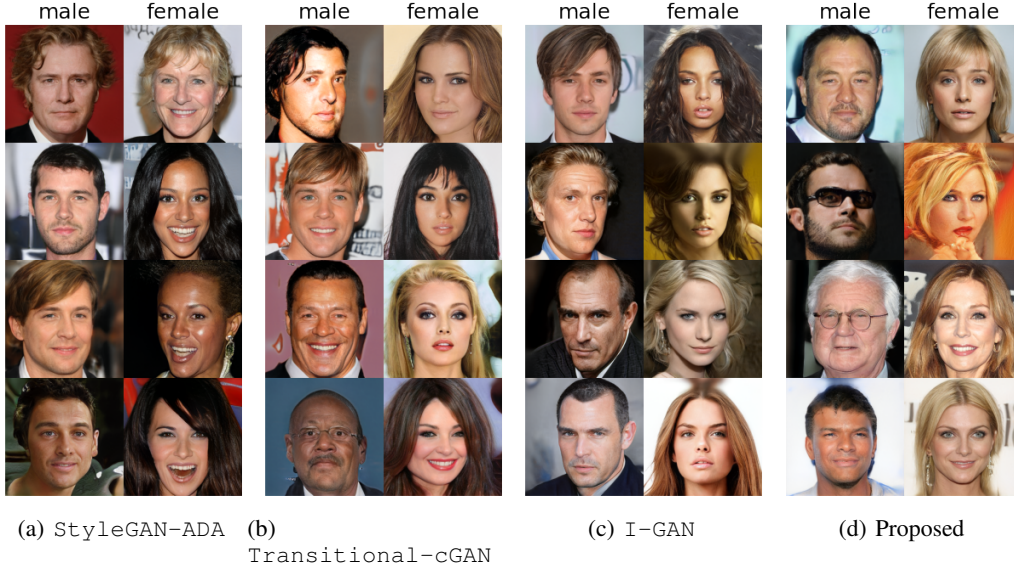 male female male female male female male female
(a) StyleGAN-ADA (b) (c) I-GAN (d) Proposed
Transitional-cGAN